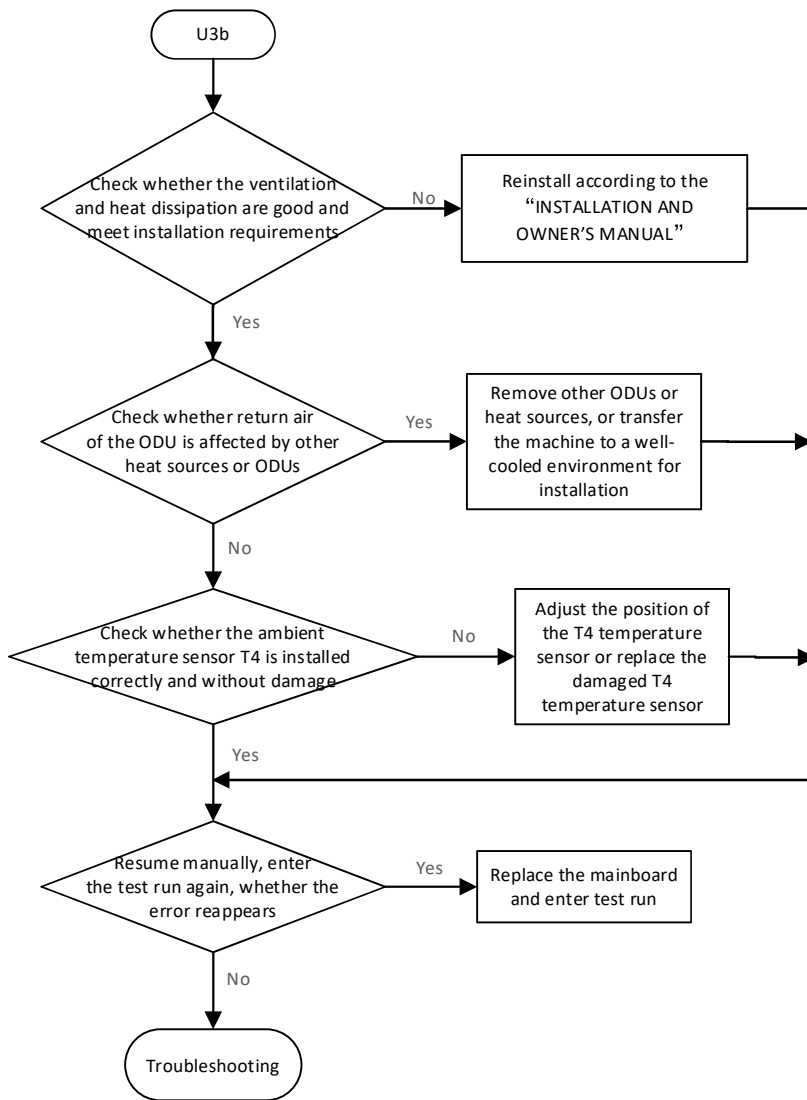 U3b
Check whether the ventilation
and heat dissipation are good and
meet installation requirements
No
Reinstall according to the
“INSTALLATION AND
OWNER’S MANUAL”
Yes
Check whether return air
of the ODU is affected by other
heat sources or ODUs
Yes
Remove other ODUs or
heat sources, or transfer
the machine to a well-
cooled environment for
installation
No
Check whether the ambient
temperature sensor T4 is installed
correctly and without damage
No
Adjust the position of
the T4 temperature
sensor or replace the
damaged T4
temperature sensor
Yes
Resume manually, enter
the test run again, whether the
error reappears
Yes
Replace the mainboard
and enter test run
No
Troubleshooting